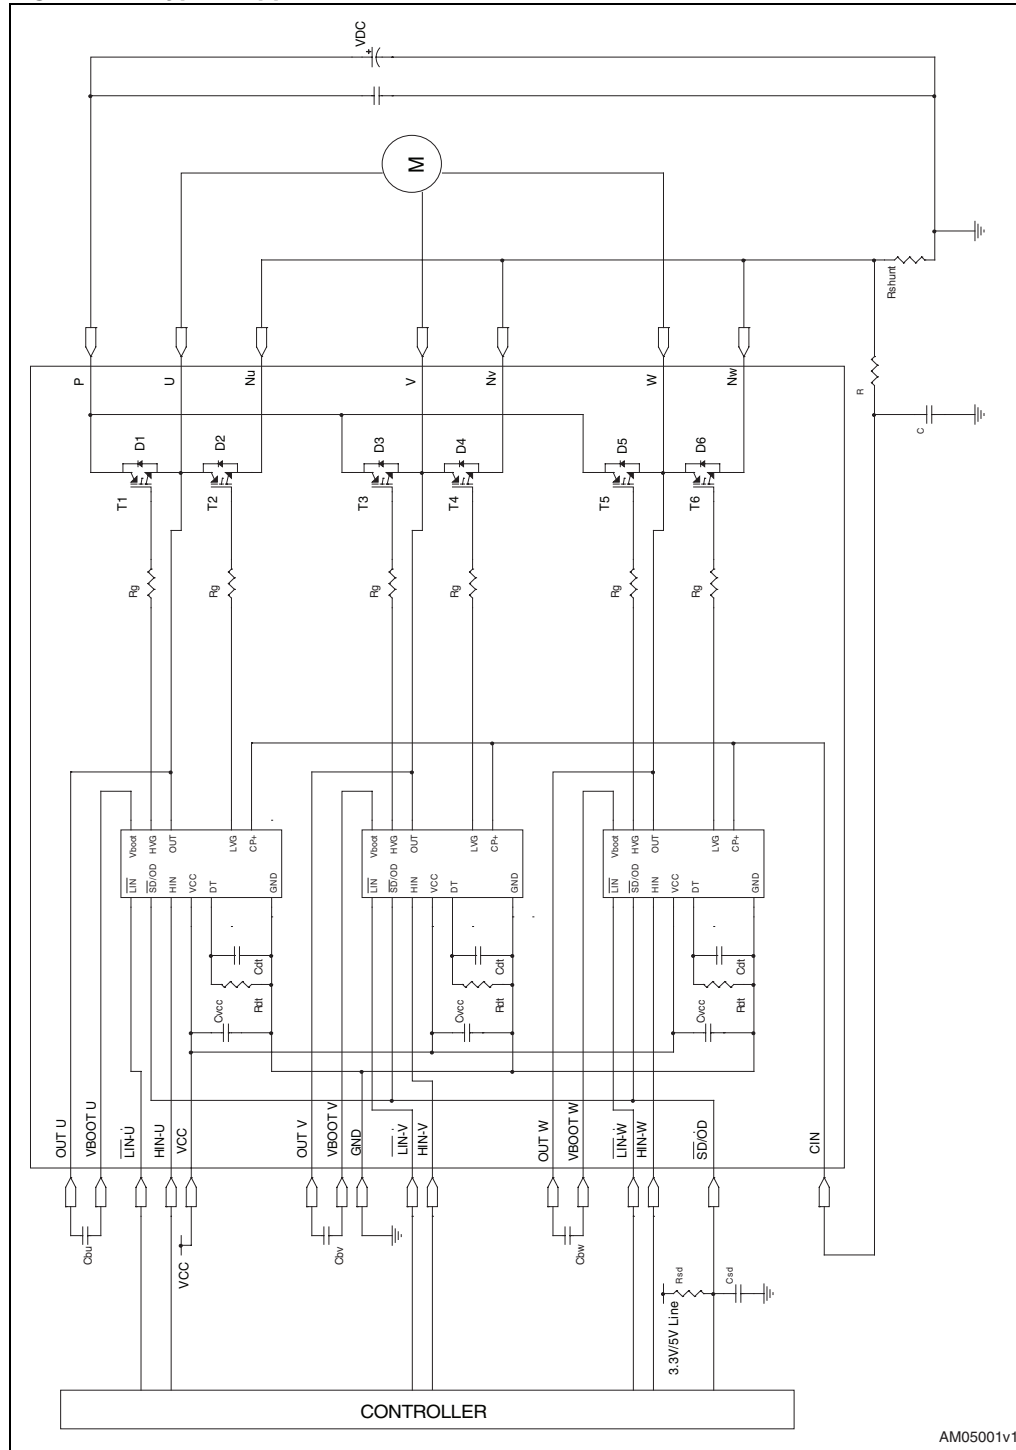 VDC
+
M
Rshunt
P
U
Nu
V
Nv
W
Nw
R
C
D1
D2
D3
D4
D5
D6
T1
T2
T3
T4
T5
T6
Rg
Rg
Rg
Rg
Rg
Rg
Vboot
HVG
OUT
LVG
CP+
LIN
SD/OD
HIN
VCC
DT
GND
Vboot
HVG
OUT
LVG
CP+
LIN
SD/OD
HIN
VCC
DT
GND
Vboot
HVG
OUT
LVG
CP+
LIN
SD/OD
HIN
VCC
DT
GND
Cdt
Rdt
Cvcc
Cdt
Rdt
Cvcc
Cdt
Rdt
Cvcc
OUT U
VBOOT U
LIN-U
HIN-U
VCC
OUT V
VBOOT V
GND
LIN-V
HIN-V
OUT W
VBOOT W
LIN-W
HIN-W
SD/OD
CIN
Cbu
VCC
Cbv
Cbw
3.3V/5V Line
Rsd
Csd
CONTROLLER
AM05001v1